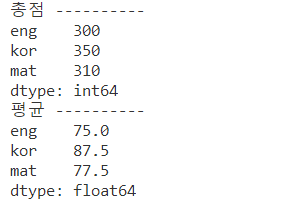 총점 ----------
eng    300
kor    350
mat    310
dtype: int64
평균 ----------
eng    75.0
kor    87.5
mat    77.5
dtype: float64